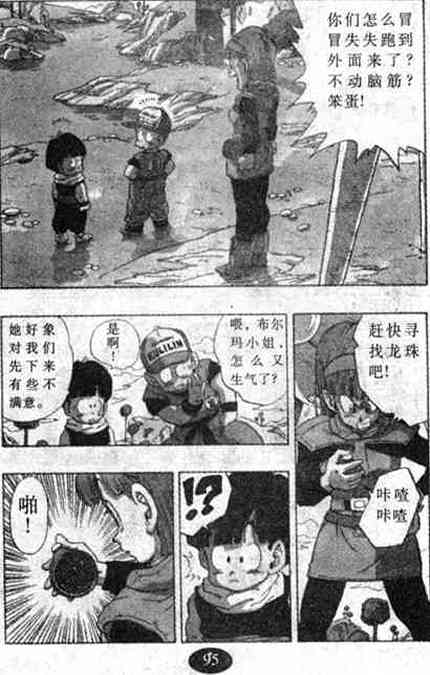 你们怎么冒
冒失失跑到
外面来了?
不动脑筋?
笨蛋!
赶快寻
找龙珠
吧!
咔喳
咔喳
喂,布尔
玛小姐,
怎么又
生气了?
KULILIN
是
啊!
她好象
对我们
先下来
有些不
满意。
!?
啪!
95